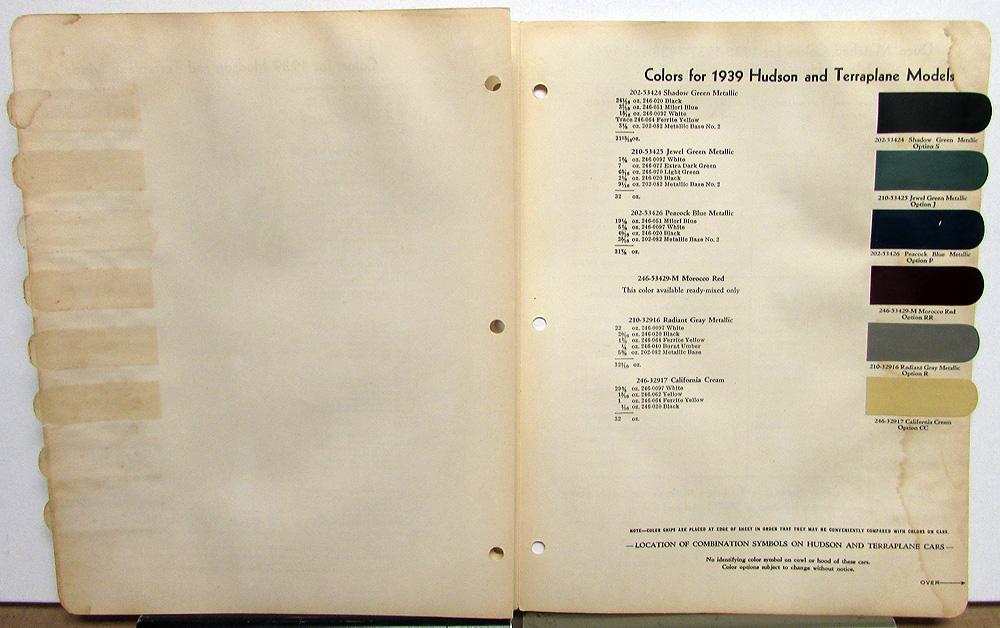 Colors for 1939 Hudson and Terraplane Models
202-53424 Shadow Green Metallic
oz. 246-020 Black
oz. 246-051 Milori Blue
oz. 246-0097 White
Trace 246-064 Ferrite Yellow
oz. 202-082 Metallic Base No. 2
oz.
202-53424 Shadow Green Metallic
Option S
210-53425 Jewel Green Metallic
oz. 246-0097 White
7 oz. 246-077 Extra Dark Green
oz. 246-070 Light Green
oz. 246-020 Black
oz. 202-082 Metallic Base No. 2
32 oz.
210-53425 Jewel Green Metallic
Option J
202-53426 Peacock Blue Metallic
oz. 246-051 Milori Blue
oz. 246-0097 White
oz. 246-020 Black
oz. 202-082 Metallic Base No. 2
oz.
202-53426 Peacock Blue Metallic
Option P
246-53429-M Morocco Red
This color available ready-mixed only
246-53429-M Morocco Red
Option RR
210-32916 Radiant Gray Metallic
22 oz. 246-0097 White
oz. 246-020 Black
oz. 246-064 Ferrite Yellow
oz. 246-040 Burnt Umber
oz. 202-082 Metallic Base
oz.
210-32916 Radiant Gray Metallic
Option R
246-32917 California Cream
oz. 246-0097 White
oz. 246-062 Yellow
1 oz. 246-064 Ferrite Yellow
oz. 246-020 Black
32 oz.
246-32917 California Cream
Option CC
NOTE—COLOR CHIPS ARE PLACED AT EDGE OF SHEET IN ORDER THAT THEY MAY BE CONVENIENTLY COMPARED WITH COLORS ON CARS.
—LOCATION OF COMBINATION SYMBOLS ON HUDSON AND TERRAPLANE CARS—
No identifying color symbol on cowl or hood of these cars.
Color options subject to change without notice.
OVER